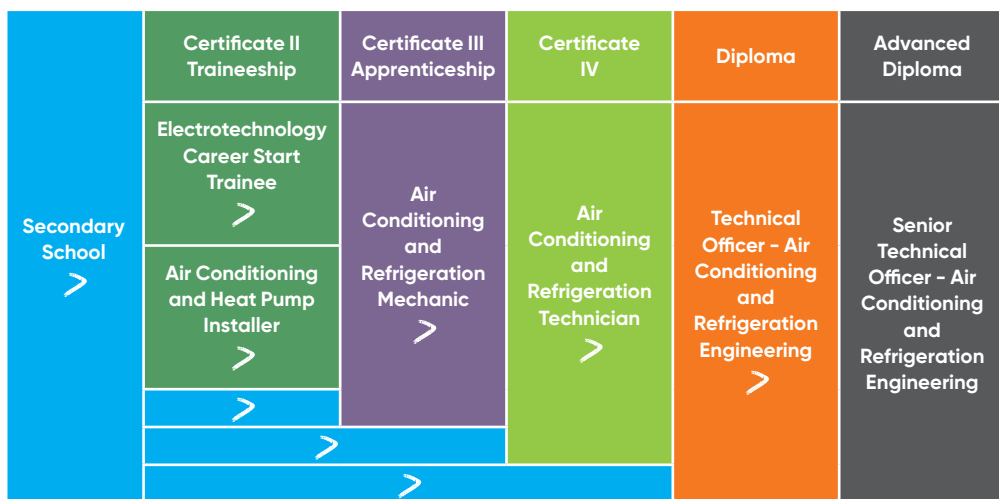 Secondary
School
Certificate II
Traineeship
Electrotechnology
Career Start
Trainee
Air Conditioning
and Heat Pump
Installer
Certificate III
Apprenticeship
Air
Conditioning
and
Refrigeration
Mechanic
Certificate
IV
Air
Conditioning
and
Refrigeration
Technician
Diploma
Technical
Officer - Air
Conditioning
and
Refrigeration
Engineering
Advanced
Diploma
Senior
Technical
Officer - Air
Conditioning
and
Refrigeration
Engineering